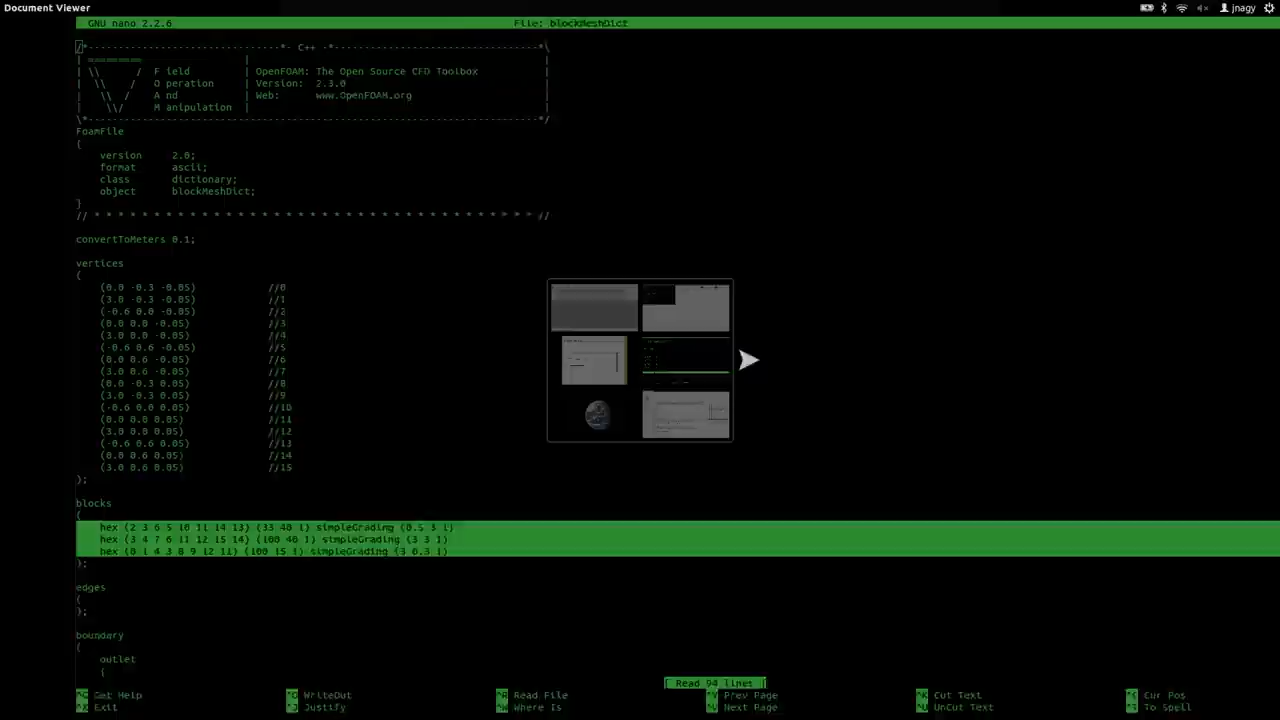 Document Viewer
jnagy
GNU nano 2.2.6 File: blockMeshDict
/*--------------------------------*- C++ -*----------------------------------*\
| ========= | |
| \\ / F ield | OpenFOAM: The Open Source CFD Toolbox |
| \\ / O peration | Version: 2.3.0 |
| \\ / A nd | Web: www.OpenFOAM.org |
| \\/ M anipulation | |
\*---------------------------------------------------------------------------*/
FoamFile
{
version 2.0;
format ascii;
class dictionary;
object blockMeshDict;
}
// * * * * * * * * * * * * * * * * * * * * * * * * * * * * * * * * * * * * * //
convertToMeters 0.1;
vertices
(
(0.0 -0.3 -0.05) //0
(3.0 -0.3 -0.05) //1
(-0.6 0.0 -0.05) //2
(0.0 0.0 -0.05) //3
(3.0 0.0 -0.05) //4
(-0.6 0.6 -0.05) //5
(0.0 0.6 -0.05) //6
(3.0 0.6 -0.05) //7
(0.0 -0.3 0.05) //8
(3.0 -0.3 0.05) //9
(-0.6 0.0 0.05) //10
(0.0 0.0 0.05) //11
(3.0 0.0 0.05) //12
(-0.6 0.6 0.05) //13
(0.0 0.6 0.05) //14
(3.0 0.6 0.05) //15
);
blocks
(
hex (2 3 6 5 10 11 14 13) (33 40 1) simpleGrading (0.5 3 1)
hex (3 4 7 6 11 12 15 14) (100 40 1) simpleGrading (3 3 1)
hex (0 1 4 3 8 9 12 11) (100 15 1) simpleGrading (3 0.3 1)
);
edges
(
);
boundary
(
outlet
{
[ Read 94 lines ]
^G Get Help ^O WriteOut ^R Read File ^Y Prev Page ^K Cut Text ^C Cur Pos
^X Exit ^J Justify ^W Where Is ^V Next Page ^U UnCut Text ^T To Spell